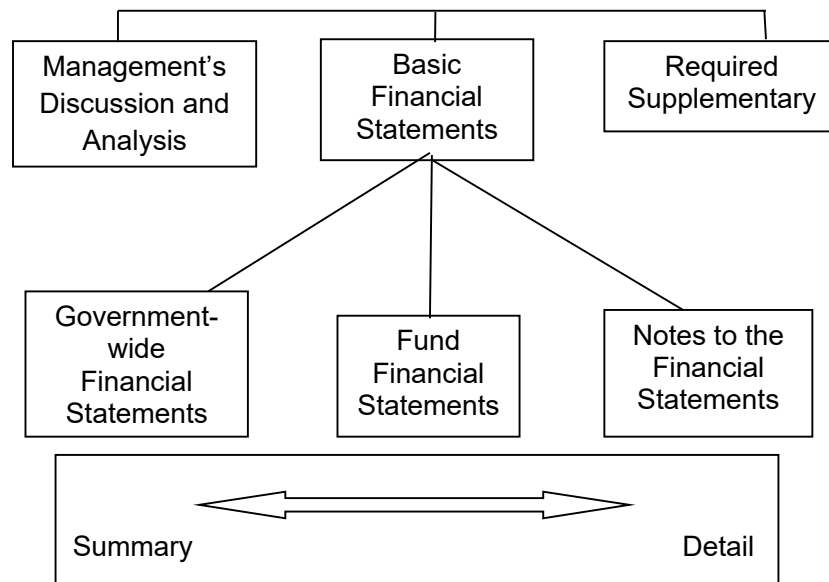 Management’s
Discussion and
Analysis
Basic
Financial
Statements
Required
Supplementary
Government-
wide
Financial
Statements
Fund
Financial
Statements
Notes to the
Financial
Statements
Summary
Detail